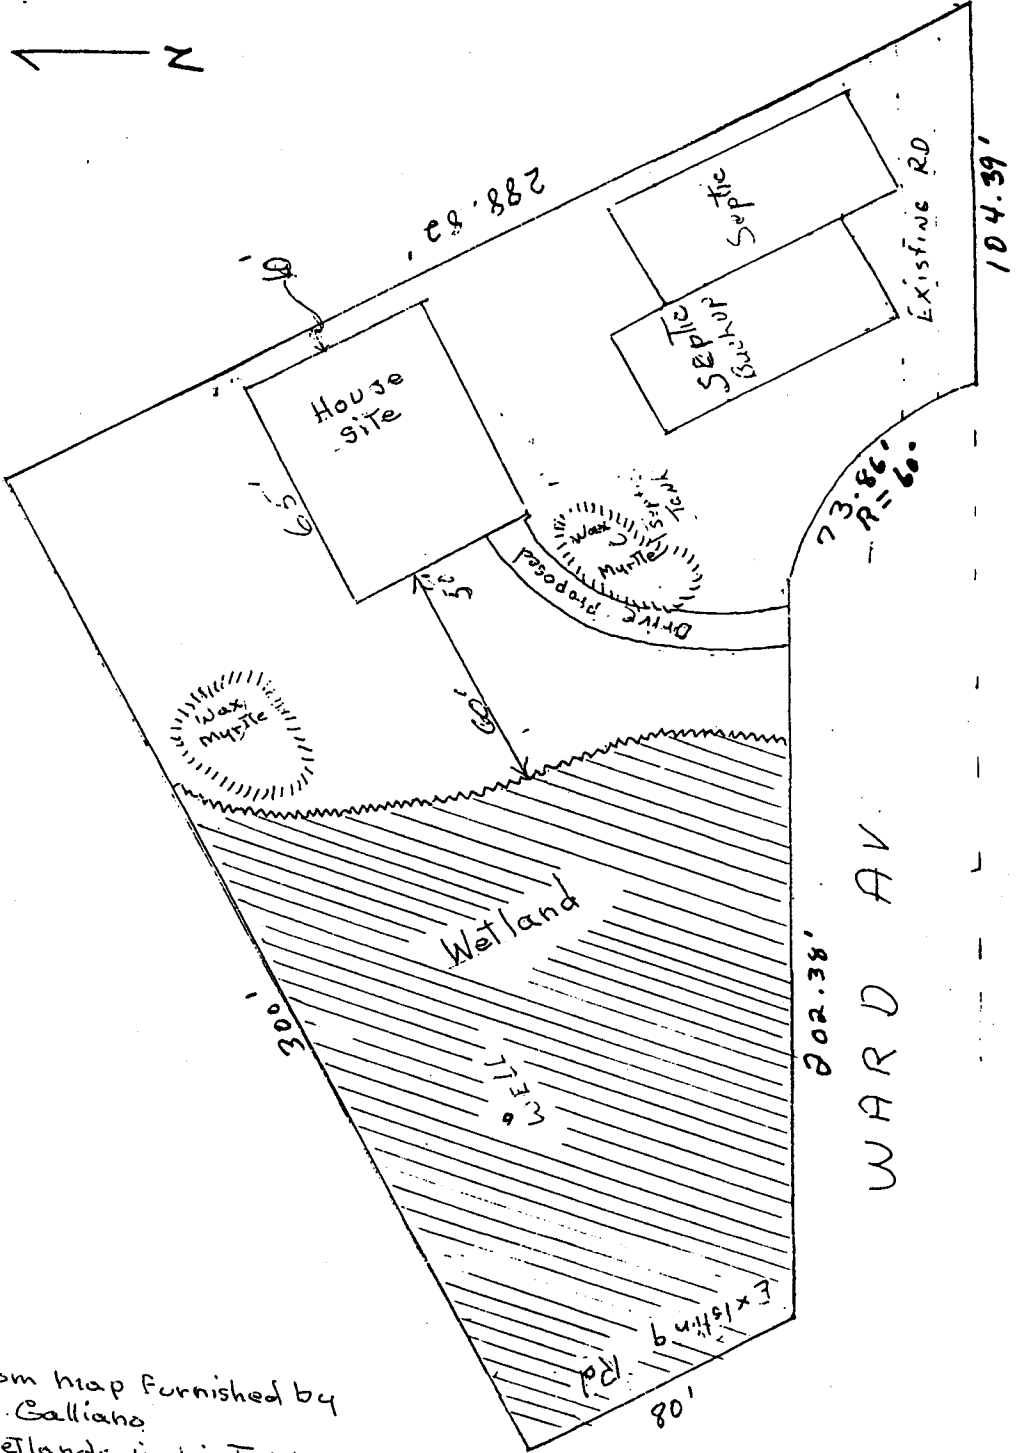 N
288.82'
10'
House
site
65'
50'
60'
Septic
Septic
Backup
EXISTING RD.
104.39'
73.86'
R=60'
Wax
Myrtle
Septic
Tank
Drive proposed
Wax
Myrtle
Wetland
WELL
300'
202.38'
WARD AV.
Existing
Rd
80'
map furnished by
Galliano